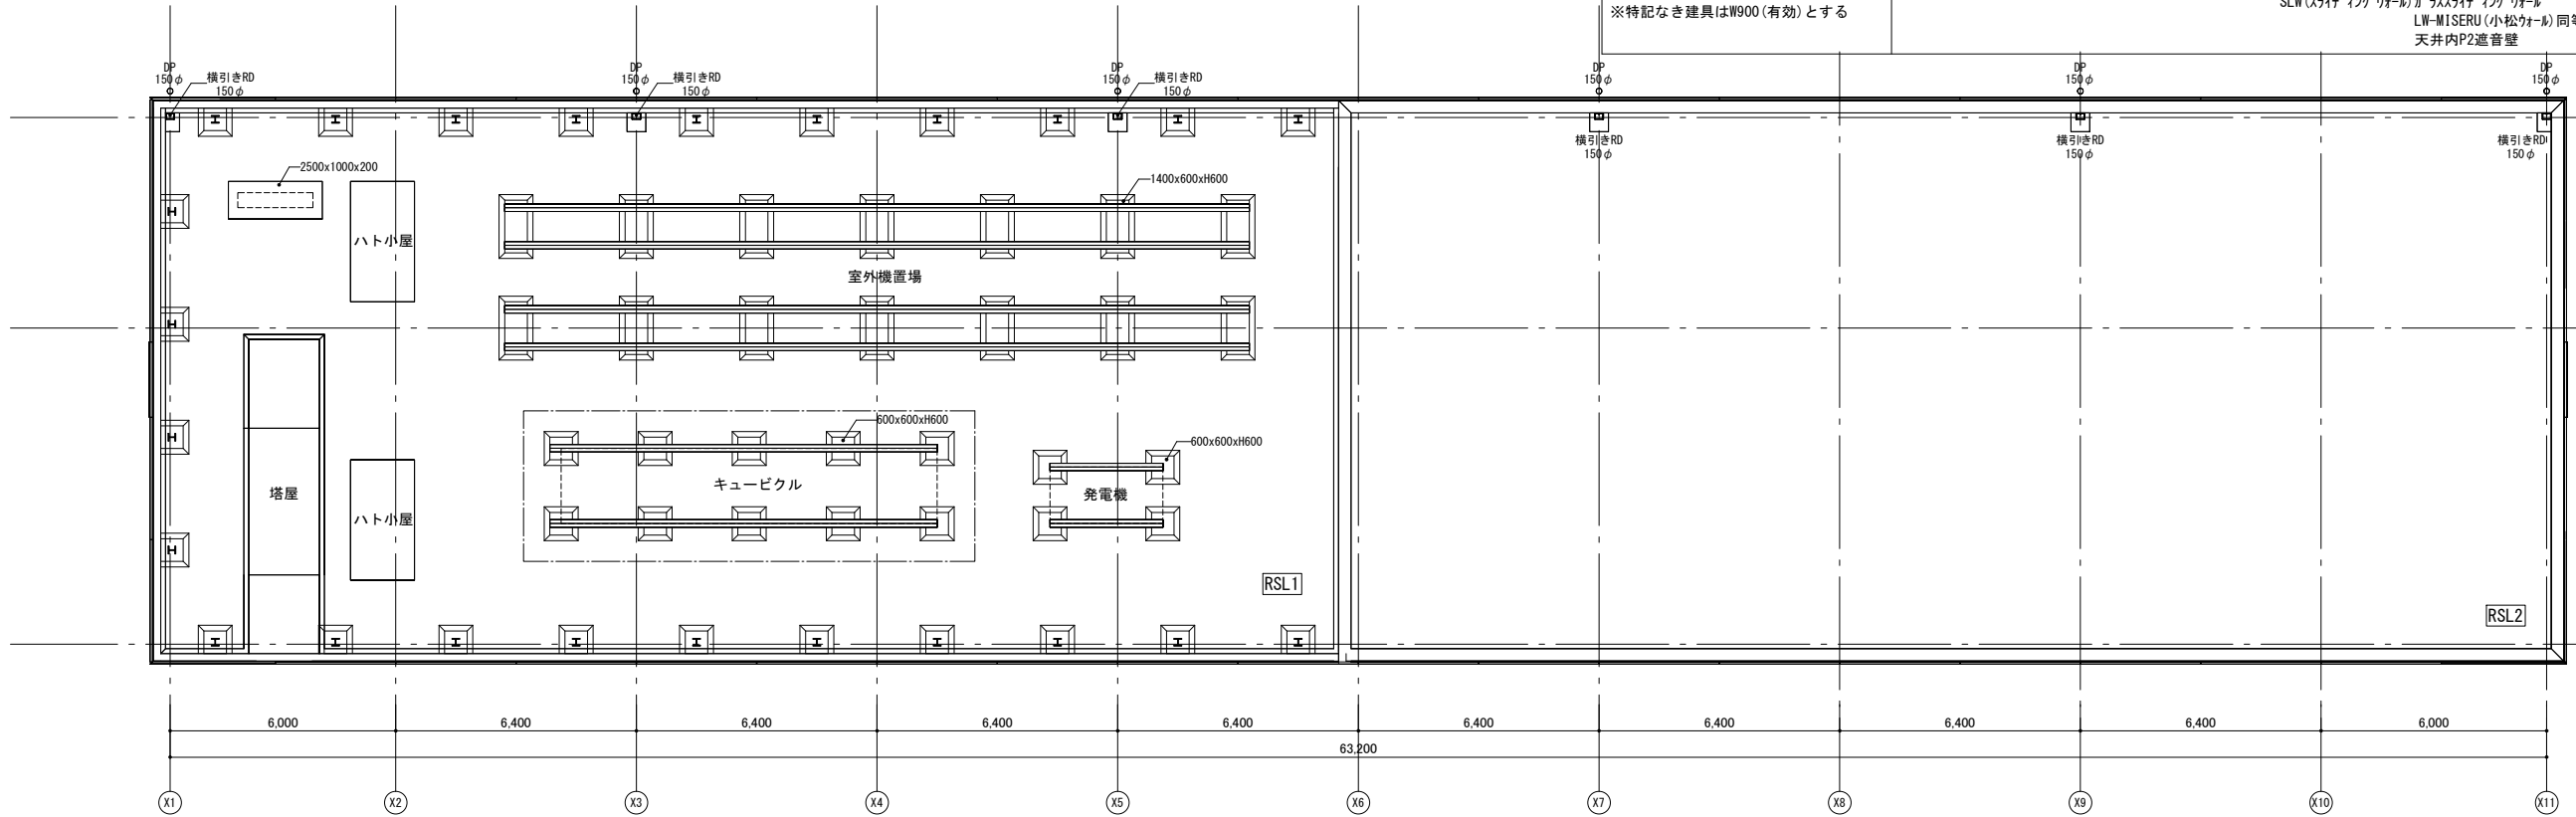 ※特記なき建具はW900(有効)とする
LW-MISERU(小松ウォール)同等
天井内P2遮音壁
DP
150φ
横引きRD
150φ
DP
150φ
横引きRD
150φ
DP
150φ
横引きRD
150φ
DP
150φ
横引きRD
150φ
DP
150φ
横引きRD
150φ
DP
150φ
横引きRD
150φ
2500x1000x200
1400x600xH600
ハト小屋
室外機置場
600x600xH600
600x600xH600
塔屋
キュービクル
発電機
ハト小屋
RSL1
RSL2
6,000
6,400
6,400
6,400
6,400
6,400
6,400
6,400
6,400
6,000
63,200
X1
X2
X3
X4
X5
X6
X7
X8
X9
X10
X11